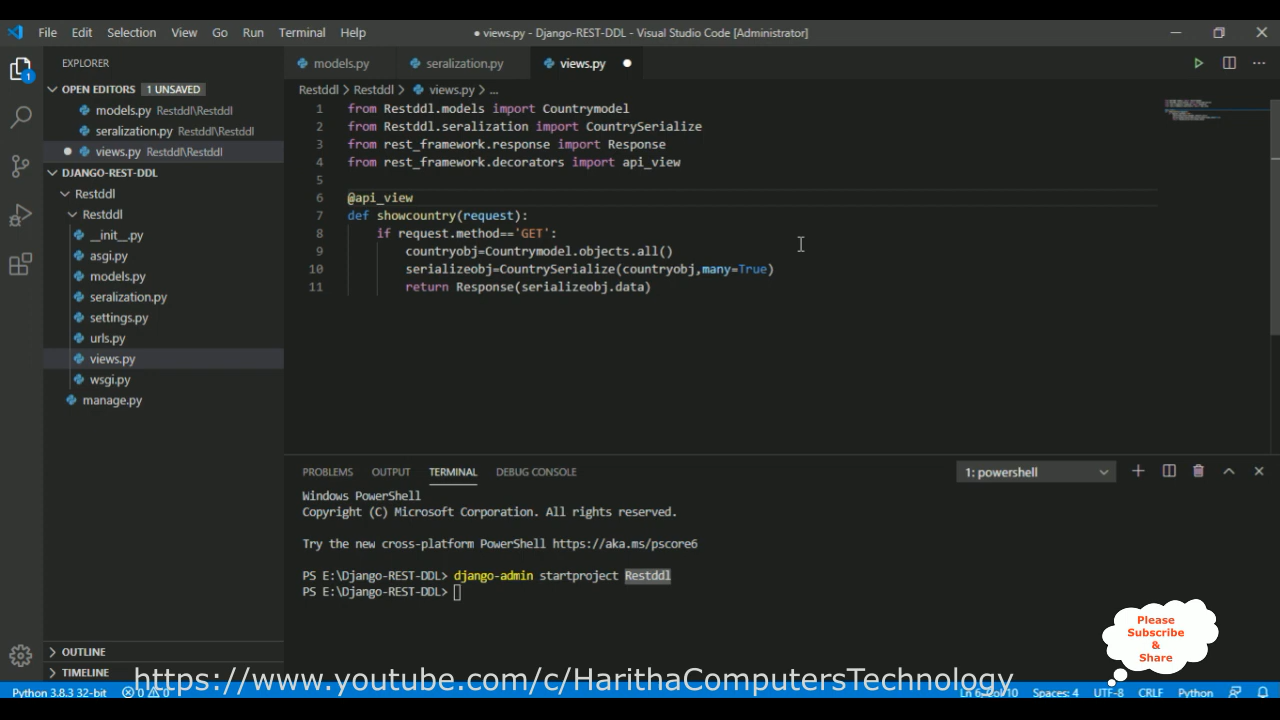 File Edit Selection View Go Run Terminal Help
● views.py - Django-REST-DDL - Visual Studio Code [Administrator]
1
EXPLORER
OPEN EDITORS 1 UNSAVED
models.py Restddl\Restddl
seralization.py Restddl\Restddl
● views.py Restddl\Restddl
DJANGO-REST-DDL
Restddl
Restddl
__init__.py
asgi.py
models.py
seralization.py
settings.py
urls.py
views.py
wsgi.py
manage.py
OUTLINE
TIMELINE
models.py seralization.py views.py ●
Restddl > Restddl > views.py > ...
1 from Restddl.models import Countrymodel
2 from Restddl.seralization import CountrySerialize
3 from rest_framework.response import Response
4 from rest_framework.decorators import api_view
5
6 @api_view
7 def showcountry(request):
8 if request.method=='GET':
9 countryobj=Countrymodel.objects.all()
10 serializeobj=CountrySerialize(countryobj,many=True)
11 return Response(serializeobj.data)
PROBLEMS OUTPUT TERMINAL DEBUG CONSOLE
1: powershell
Windows PowerShell
Copyright (C) Microsoft Corporation. All rights reserved.
Try the new cross-platform PowerShell https://aka.ms/pscore6
PS E:\Django-REST-DDL> django-admin startproject Restddl
PS E:\Django-REST-DDL>
Please
Subscribe
&
Share
https://www.youtube.com/c/HarithaComputersTechnology
Python 3.8.3 32-bit 0 0 Ln 6, Col 10 Spaces: 4 UTF-8 CRLF Python